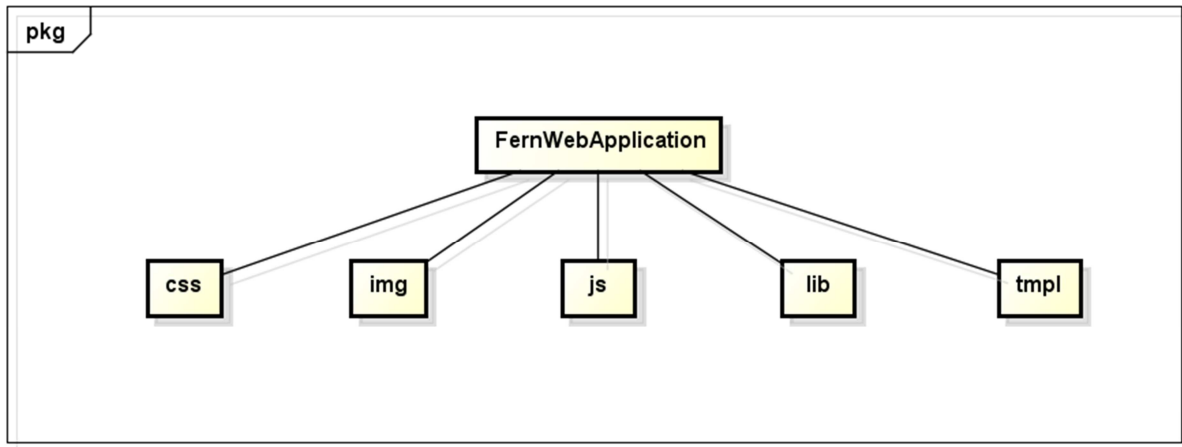 pkg
FernWebApplication
css
img
js
lib
tmpl